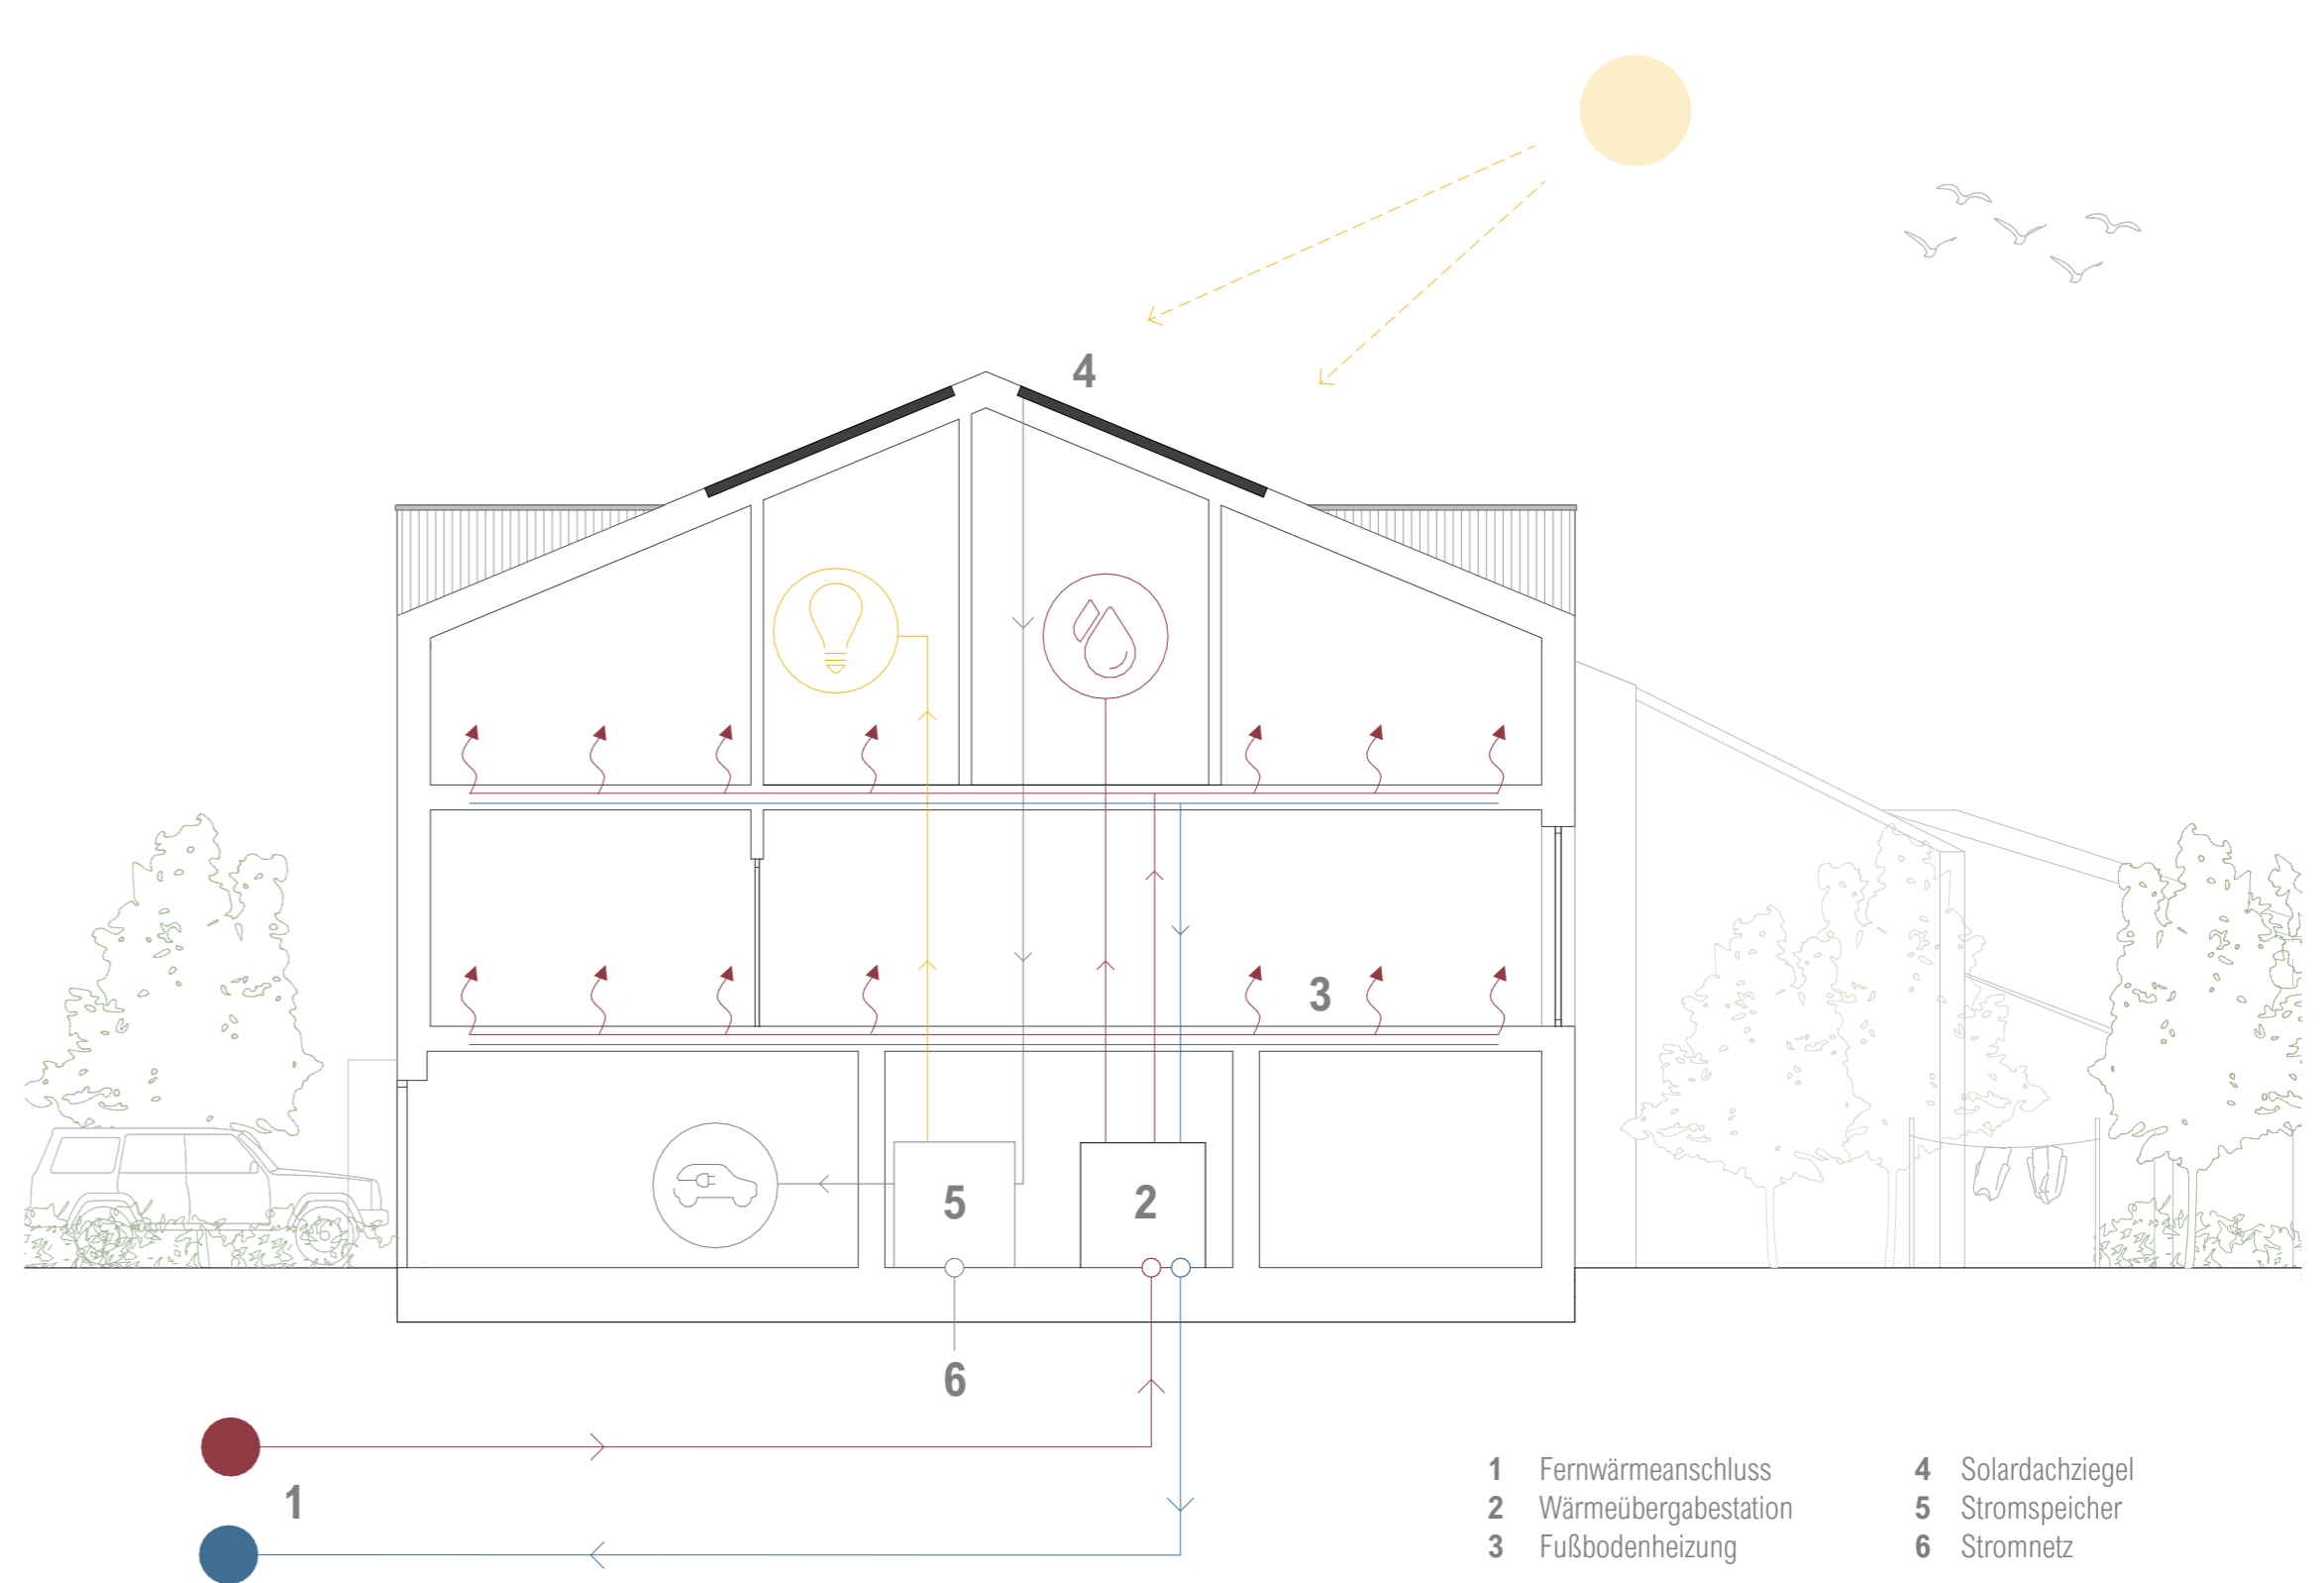 4
3
5
2
6
1
1 Fernwärmeanschluss
2 Wärmeübergabestation
3 Fußbodenheizung
4 Solardachziegel
5 Stromspeicher
6 Stromnetz